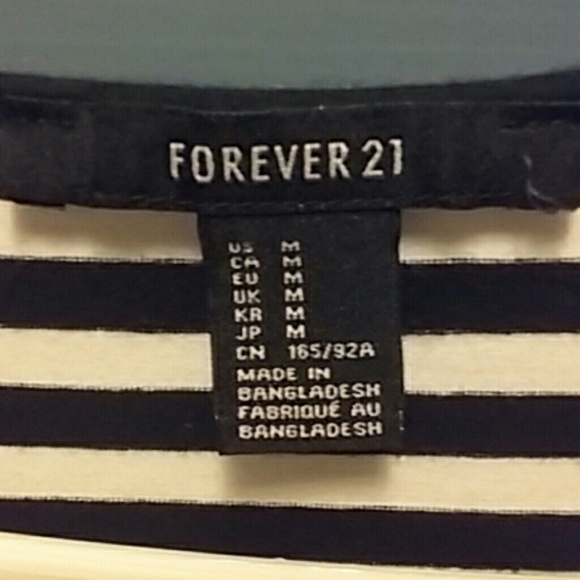 FOREVER 21
US M
CA M
EU M
UK M
KR M
JP M
CN 165/92A
MADE IN
BANGLADESH
FABRIQUÉ AU
BANGLADESH